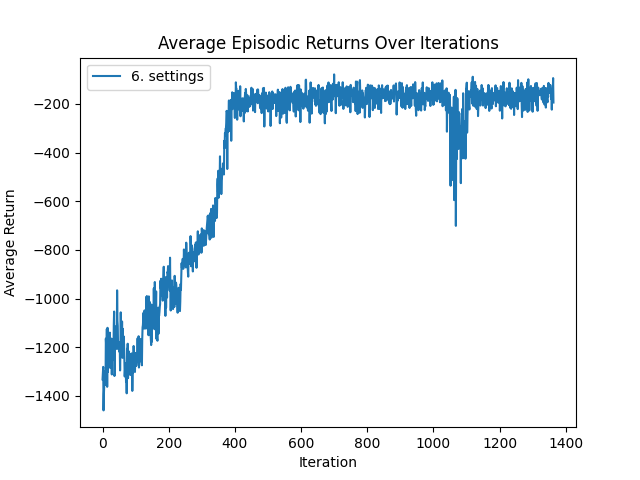 Average Episodic Returns Over Iterations
6. settings
Average Return
−200
−400
−600
−800
−1000
−1200
−1400
0 200 400 600 800 1000 1200 1400
Iteration